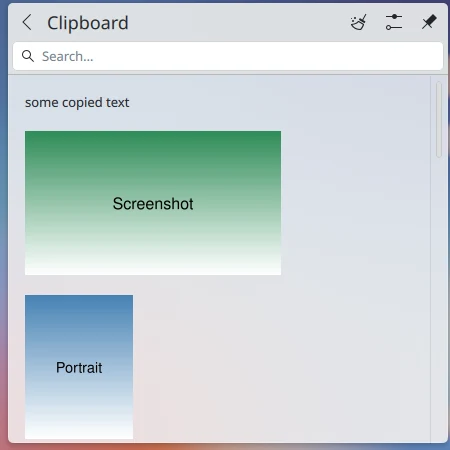 Clipboard
Search...
some copied text
Screenshot
Portrait